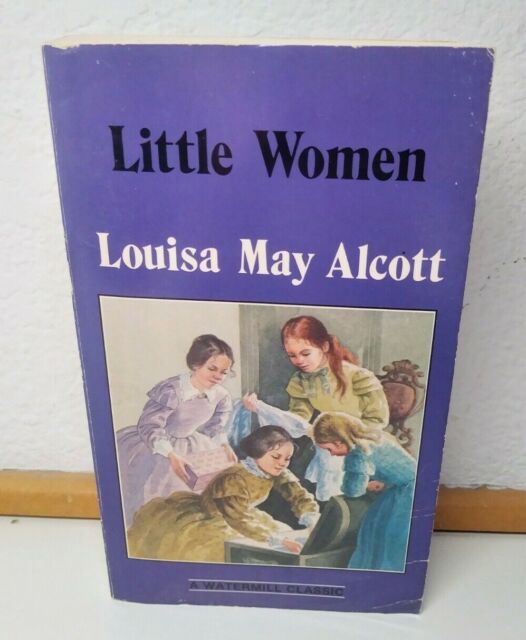 Little Women
Louisa May Alcott
A WATERMILL CLASSIC